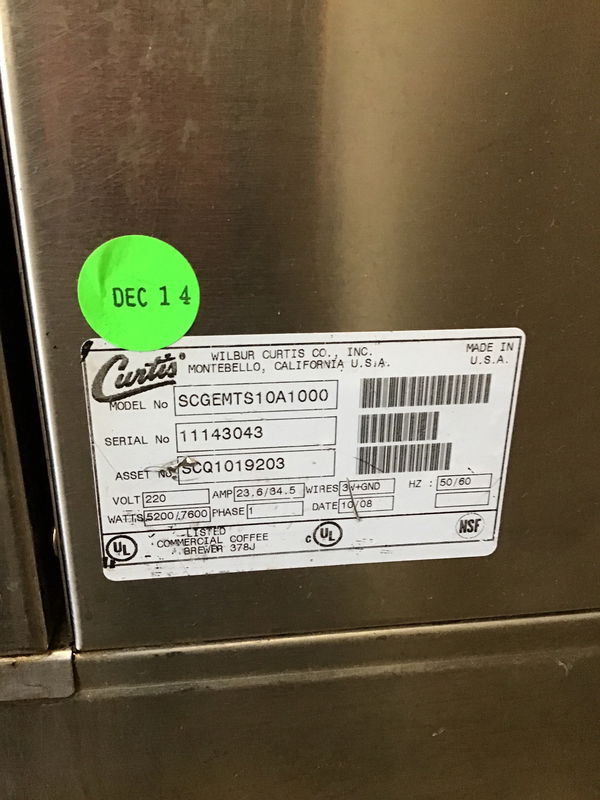 DEC 14
Curtis®
WILBUR CURTIS CO., INC.
MONTEBELLO, CALIFORNIA U.S.A.
MADE IN
U.S.A.
MODEL No SCGEMTS10A1000
SERIAL No 11143043
ASSET No SCQ1019203
VOLT 220 AMP 23.6/34.5 WIRES 3W+GND HZ : 50/60
WATTS 5200/7600 PHASE 1 DATE 10/08
UL LISTED
COMMERCIAL COFFEE
BREWER 378J
C UL
NSF